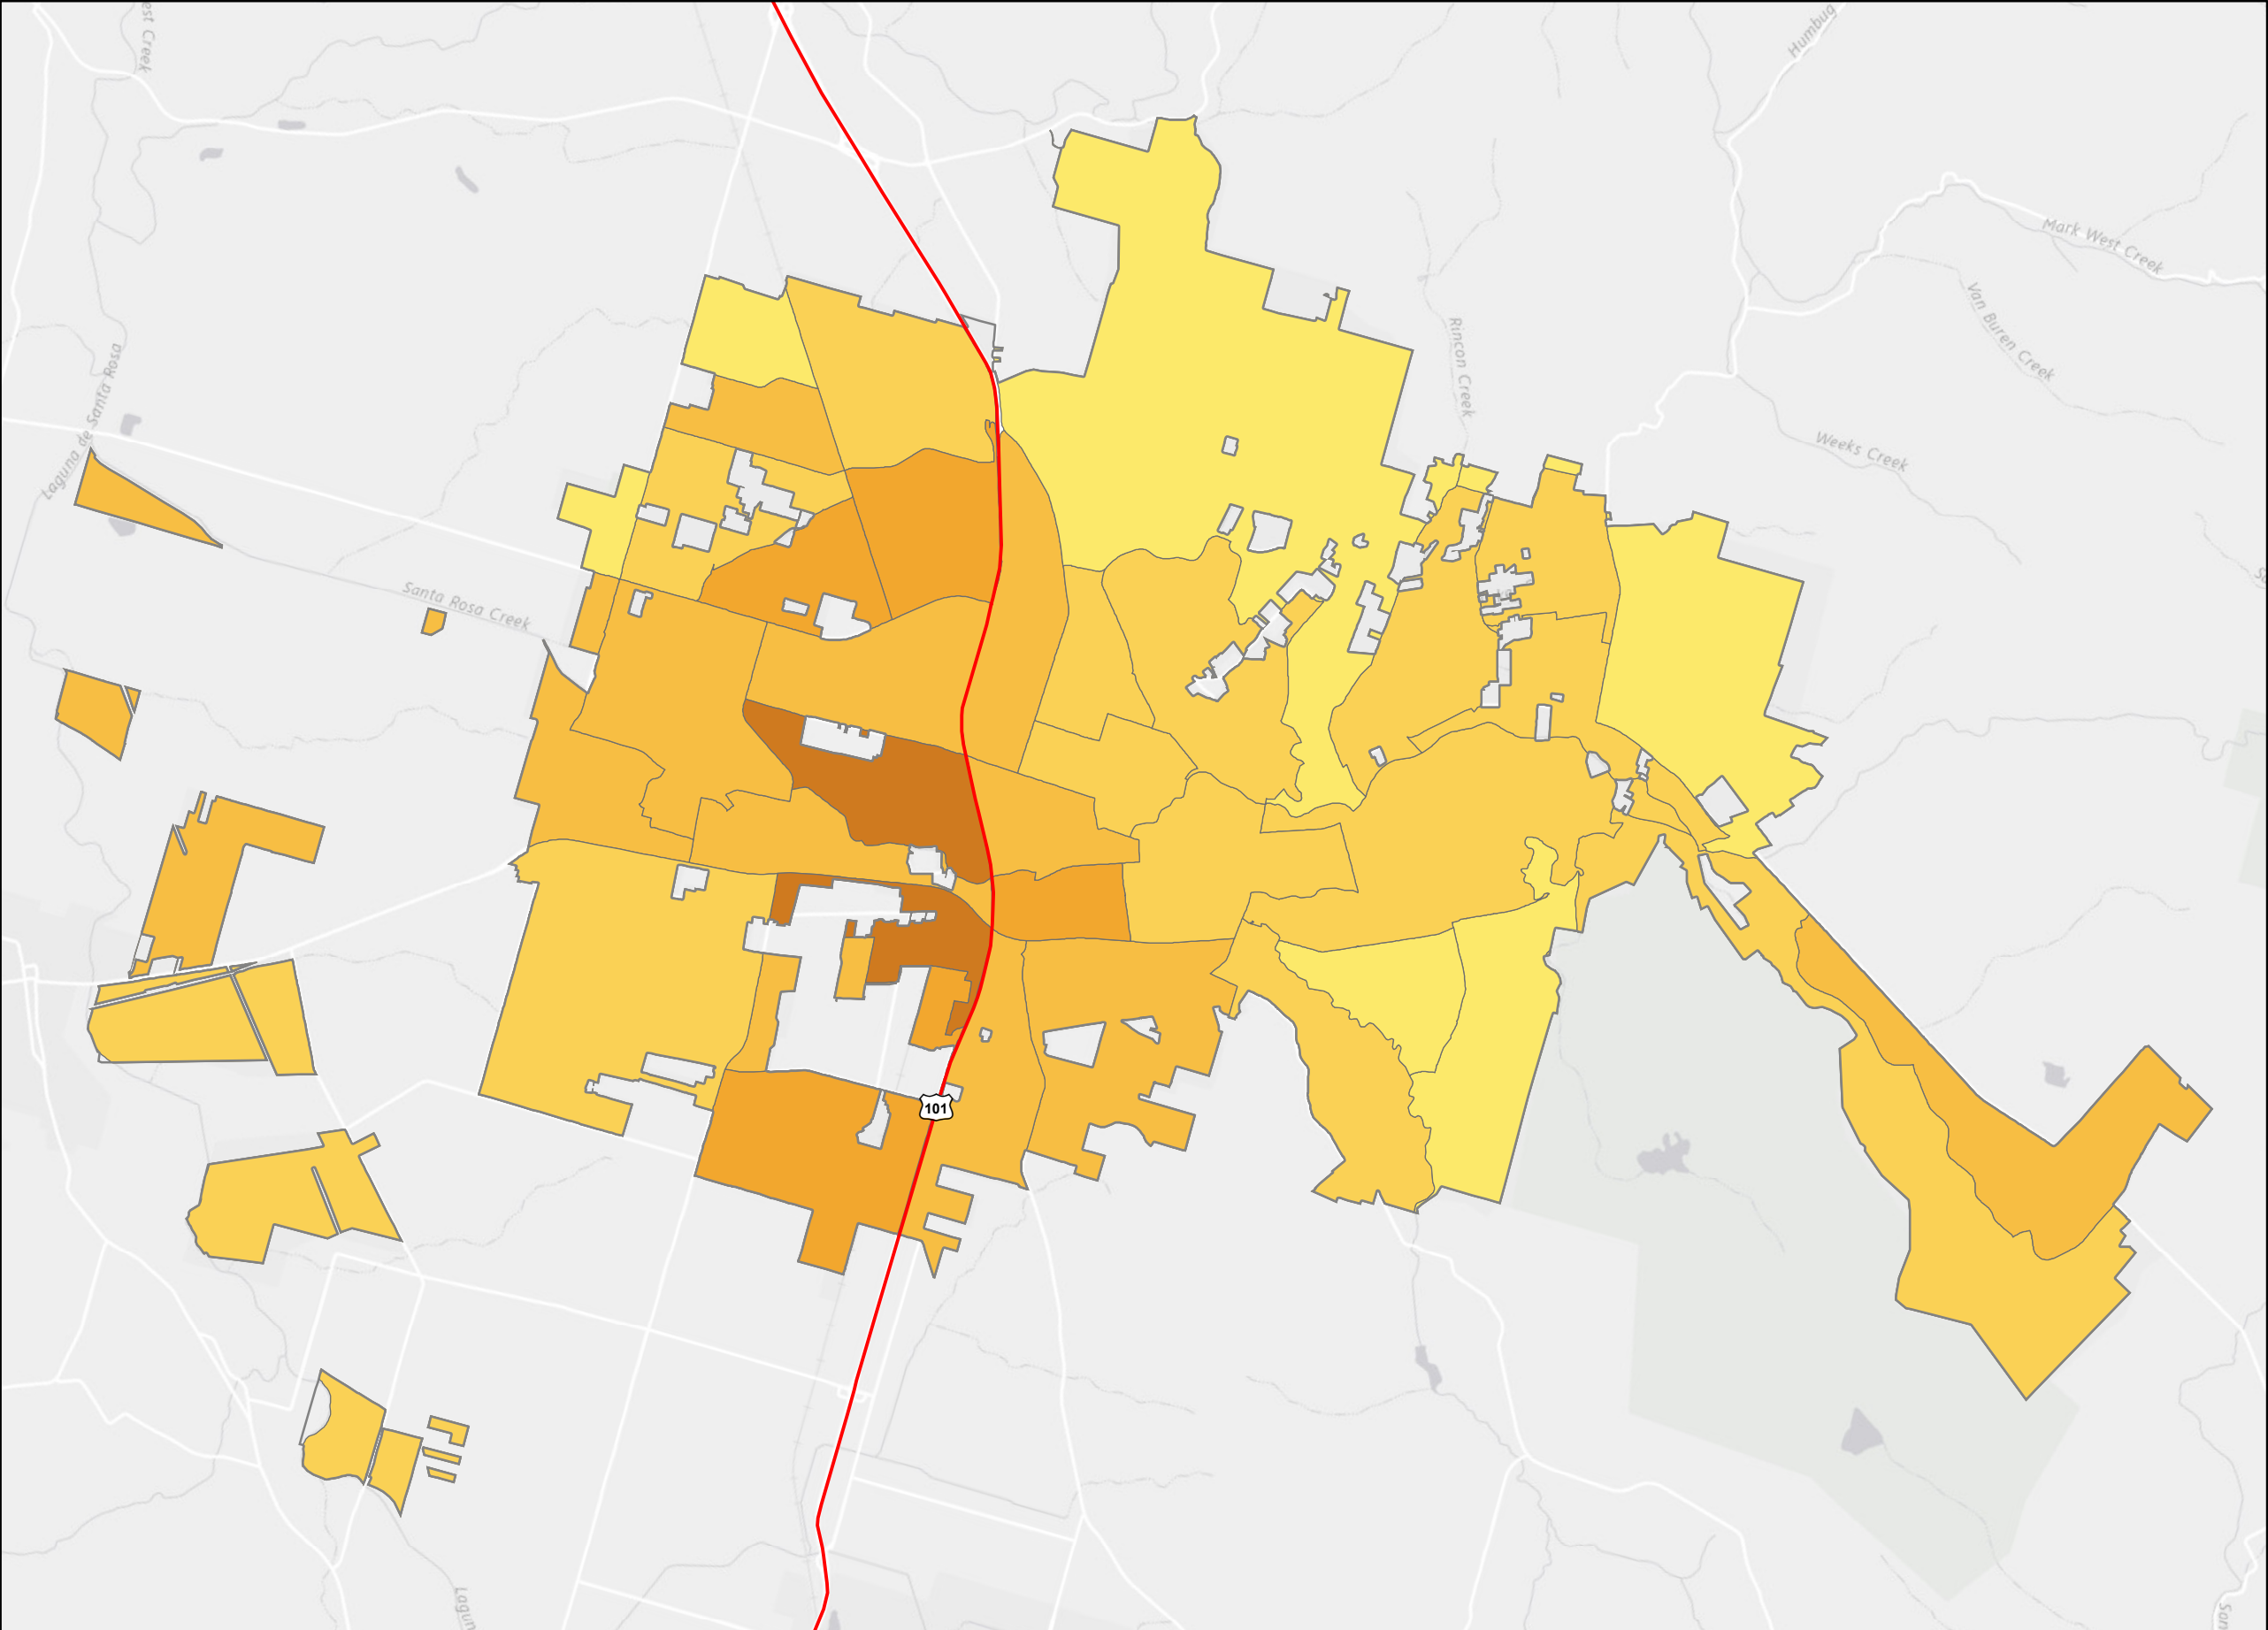 Humbug
Mark West Creek
Van Buren Creek
Rincon Creek
Laguna de Santa Rosa
Weeks Creek
Santa Rosa Creek
101